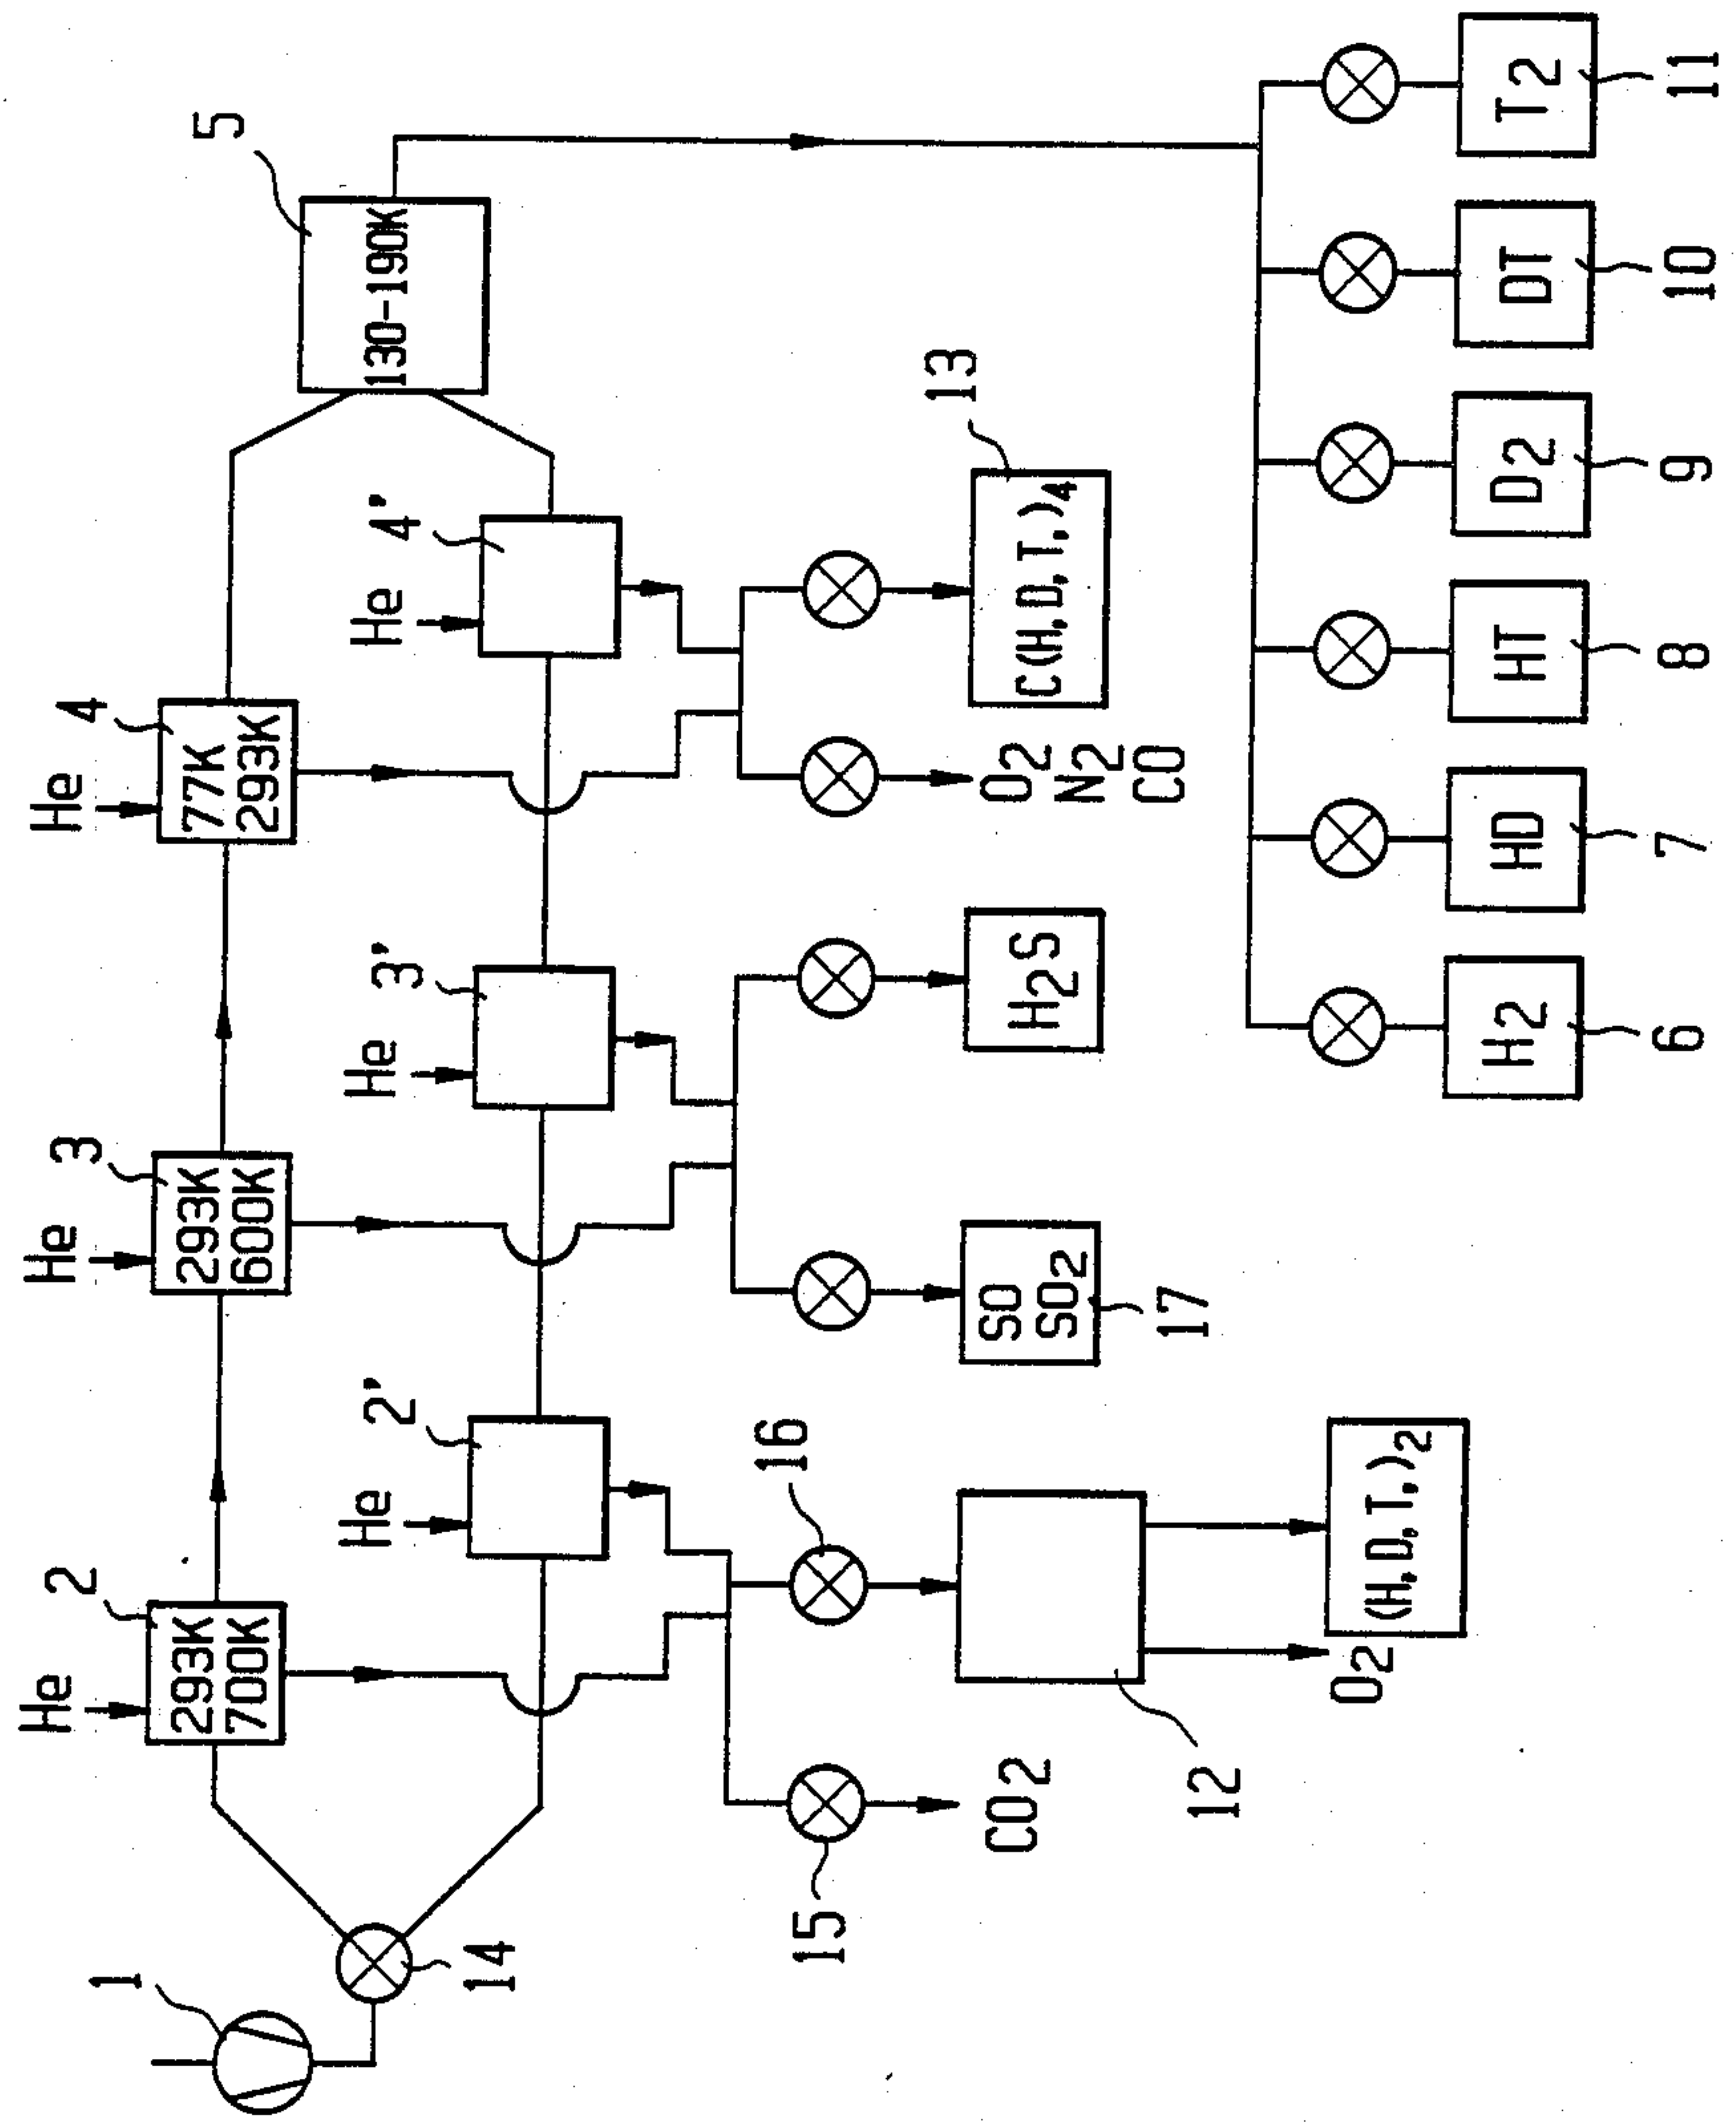 1
14
He
2
293K
700K
He
3
293K
600K
He
4
77K
293K
5
130-190K
He
2'
He
3'
He
4'
15
CO2
16
12
O2
(H,D,T,)2
SO
SO2
17
H2S
O2
N2
CO
13
C(H,D,T,)4
H2
6
HD
7
HT
8
D2
9
DT
10
T2
11